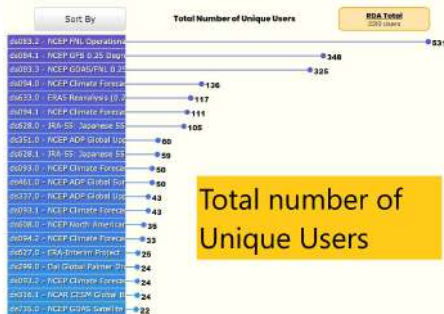 Sort By
Total Number of Unique Users
RDA Total
ds083.2 - NCEP FNL Operationa 531
ds084.1 - NCEP GFS 0.25 Degr 348
ds083.3 - NCEP GDAS/FNL 0.25 325
ds094.0 - NCEP Climate Forecas 136
ds633.0 - ERA5 Reanalysis (0.2 117
ds094.1 - NCEP Climate Forecas 111
ds628.0 - JRA-55: Japanese 55 105
ds351.0 - NCEP ADP Global Upp 60
ds628.1 - JRA-55: Japanese 55 59
ds093.0 - NCEP Climate Forecas 50
ds461.0 - NCEP ADP Global Sur 50
ds337.0 - NCEP ADP Global Upp 43
ds093.1 - NCEP Climate Forecas 43
ds608.0 - NCEP North American 35
ds094.2 - NCEP Climate Forecas 33
ds627.0 - ERA-Interim Project 25
ds299.0 - Dai Global Palmer Dro 24
ds093.2 - NCEP Climate Forecas 24
ds316.1 - NCAR CESM Global B 24
ds735.0 - NCEP GDAS Satellite 22
Total number of
Unique Users